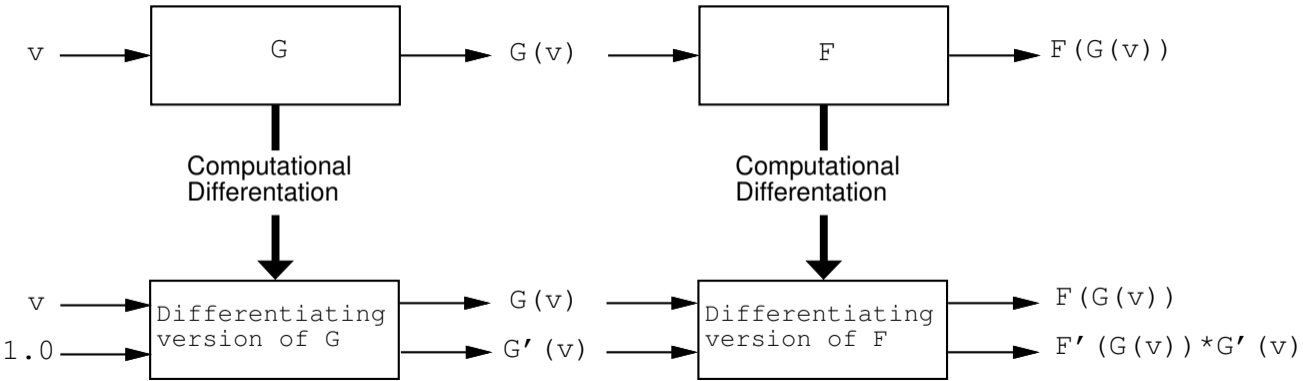 v
G
G(v)
F
F(G(v))
Computational
Differentation
Computational
Differentation
v
1.0
Differentiating
version of G
G(v)
G'(v)
Differentiating
version of F
F(G(v))
F'(G(v))*G'(v)